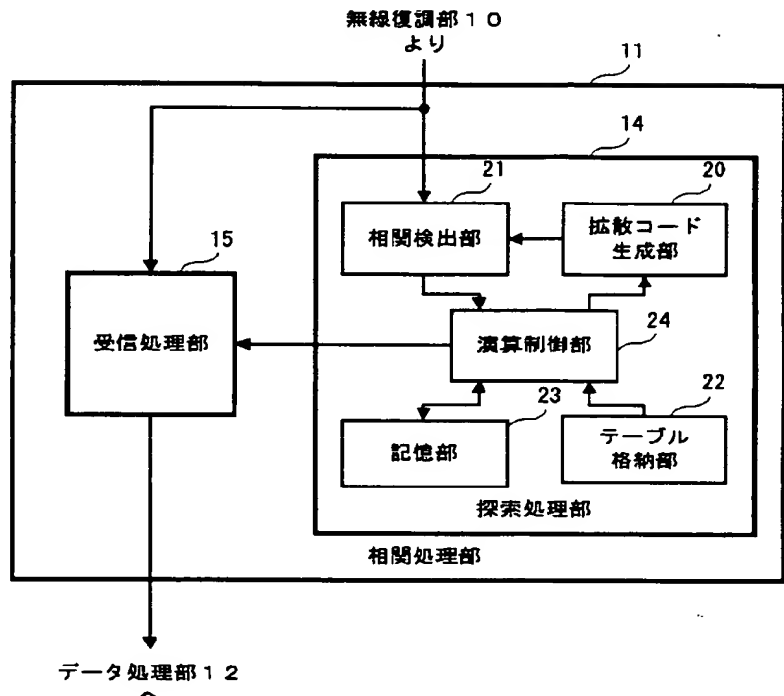 無線復調部１０
より
11
14
21
20
相関検出部
拡散コード
生成部
15
受信処理部
演算制御部
24
23
22
記憶部
テーブル
格納部
探索処理部
相関処理部
データ処理部１２
へ